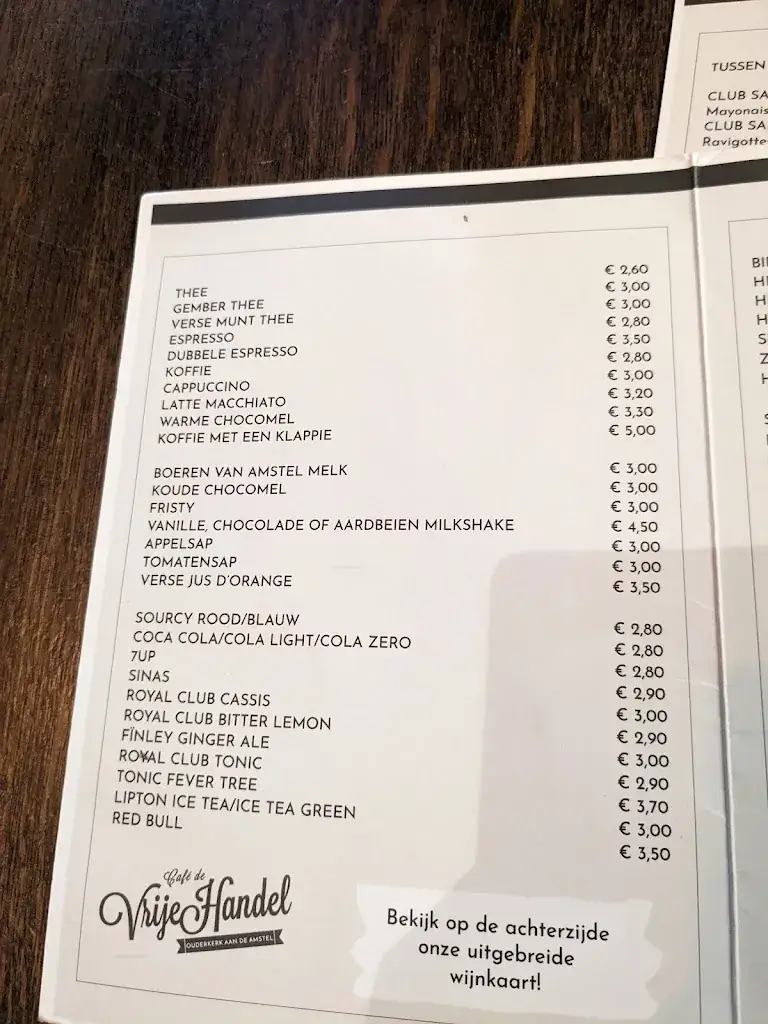 THEE € 2,60
GEMBER THEE € 3,00
VERSE MUNT THEE € 3,00
ESPRESSO € 2,80
DUBBELE ESPRESSO € 3,50
KOFFIE € 2,80
CAPPUCCINO € 3,00
LATTE MACCHIATO € 3,20
WARME CHOCOMEL € 3,30
KOFFIE MET EEN KLAPPIE € 5,00
BOEREN VAN AMSTEL MELK € 3,00
KOUDE CHOCOMEL € 3,00
FRISTY € 3,00
VANILLE, CHOCOLADE OF AARDBEIEN MILKSHAKE € 4,50
APPELSAP € 3,00
TOMATENSAP € 3,00
VERSE JUS D'ORANGE € 3,50
SOURCY ROOD/BLAUW € 2,80
COCA COLA/COLA LIGHT/COLA ZERO € 2,80
7UP € 2,80
SINAS € 2,90
ROYAL CLUB CASSIS € 3,00
ROYAL CLUB BITTER LEMON € 2,90
FÏNLEY GINGER ALE € 3,00
ROYAL CLUB TONIC € 2,90
TONIC FEVER TREE € 3,70
LIPTON ICE TEA/ICE TEA GREEN € 3,00
RED BULL € 3,50
Café de
Vrije Handel
OUDERKERK AAN DE AMSTEL
Bekijk op de achterzijde
onze uitgebreide
wijnkaart!
TUSSEN
CLUB SA
Mayonais
CLUB SA
Ravigotte